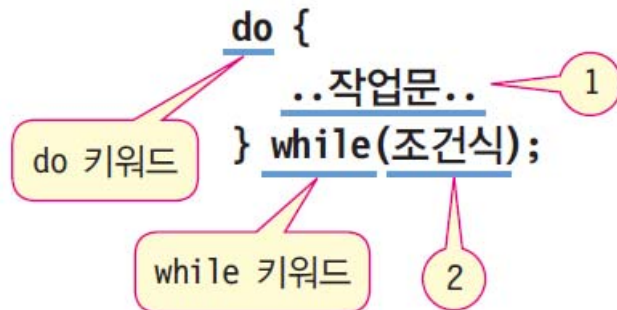 do {
..작업문..
1
do 키워드
} while(조건식);
while 키워드
2